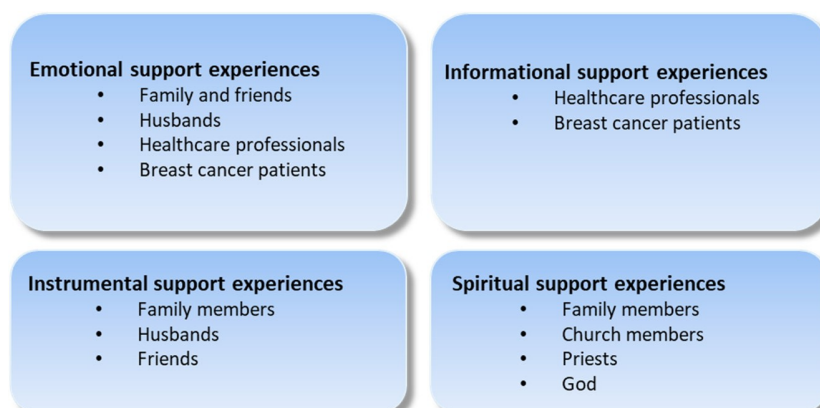 Emotional support experiences
• Family and friends
• Husbands
• Healthcare professionals
• Breast cancer patients
Informational support experiences
• Healthcare professionals
• Breast cancer patients
Instrumental support experiences
• Family members
• Husbands
• Friends
Spiritual support experiences
• Family members
• Church members
• Priests
• God